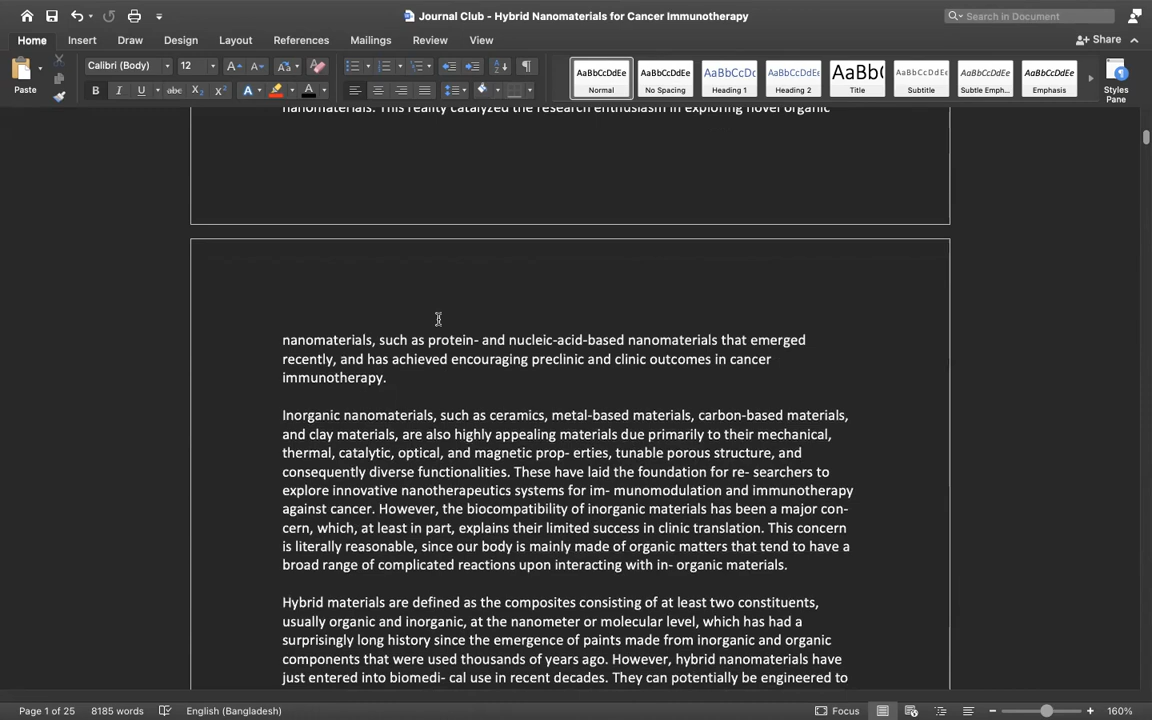 Journal Club - Hybrid Nanomaterials for Cancer Immunotherapy
Search in Document
Home Insert Draw Design Layout References Mailings Review View
Share
Paste
Calibri (Body) 12
AaBbCcDdEe AaBbCcDdEe AaBbCcDc AaBbCcDdEe AaBb( AaBbCcDdEe AaBbCcDdEe AaBbCcDdEe
Normal No Spacing Heading 1 Heading 2 Title Subtitle Subtle Emph... Emphasis
Styles
Pane
nanomaterials. This reality catalyzed the research enthusiasm in exploring novel organic
nanomaterials, such as protein- and nucleic-acid-based nanomaterials that emerged
recently, and has achieved encouraging preclinic and clinic outcomes in cancer
immunotherapy.
Inorganic nanomaterials, such as ceramics, metal-based materials, carbon-based materials,
and clay materials, are also highly appealing materials due primarily to their mechanical,
thermal, catalytic, optical, and magnetic prop- erties, tunable porous structure, and
consequently diverse functionalities. These have laid the foundation for re- searchers to
explore innovative nanotherapeutics systems for im- munomodulation and immunotherapy
against cancer. However, the biocompatibility of inorganic materials has been a major con-
cern, which, at least in part, explains their limited success in clinic translation. This concern
is literally reasonable, since our body is mainly made of organic matters that tend to have a
broad range of complicated reactions upon interacting with in- organic materials.
Hybrid materials are defined as the composites consisting of at least two constituents,
usually organic and inorganic, at the nanometer or molecular level, which has had a
surprisingly long history since the emergence of paints made from inorganic and organic
components that were used thousands of years ago. However, hybrid nanomaterials have
just entered into biomedi- cal use in recent decades. They can potentially be engineered to
Page 1 of 25 8185 words English (Bangladesh) Focus 160%